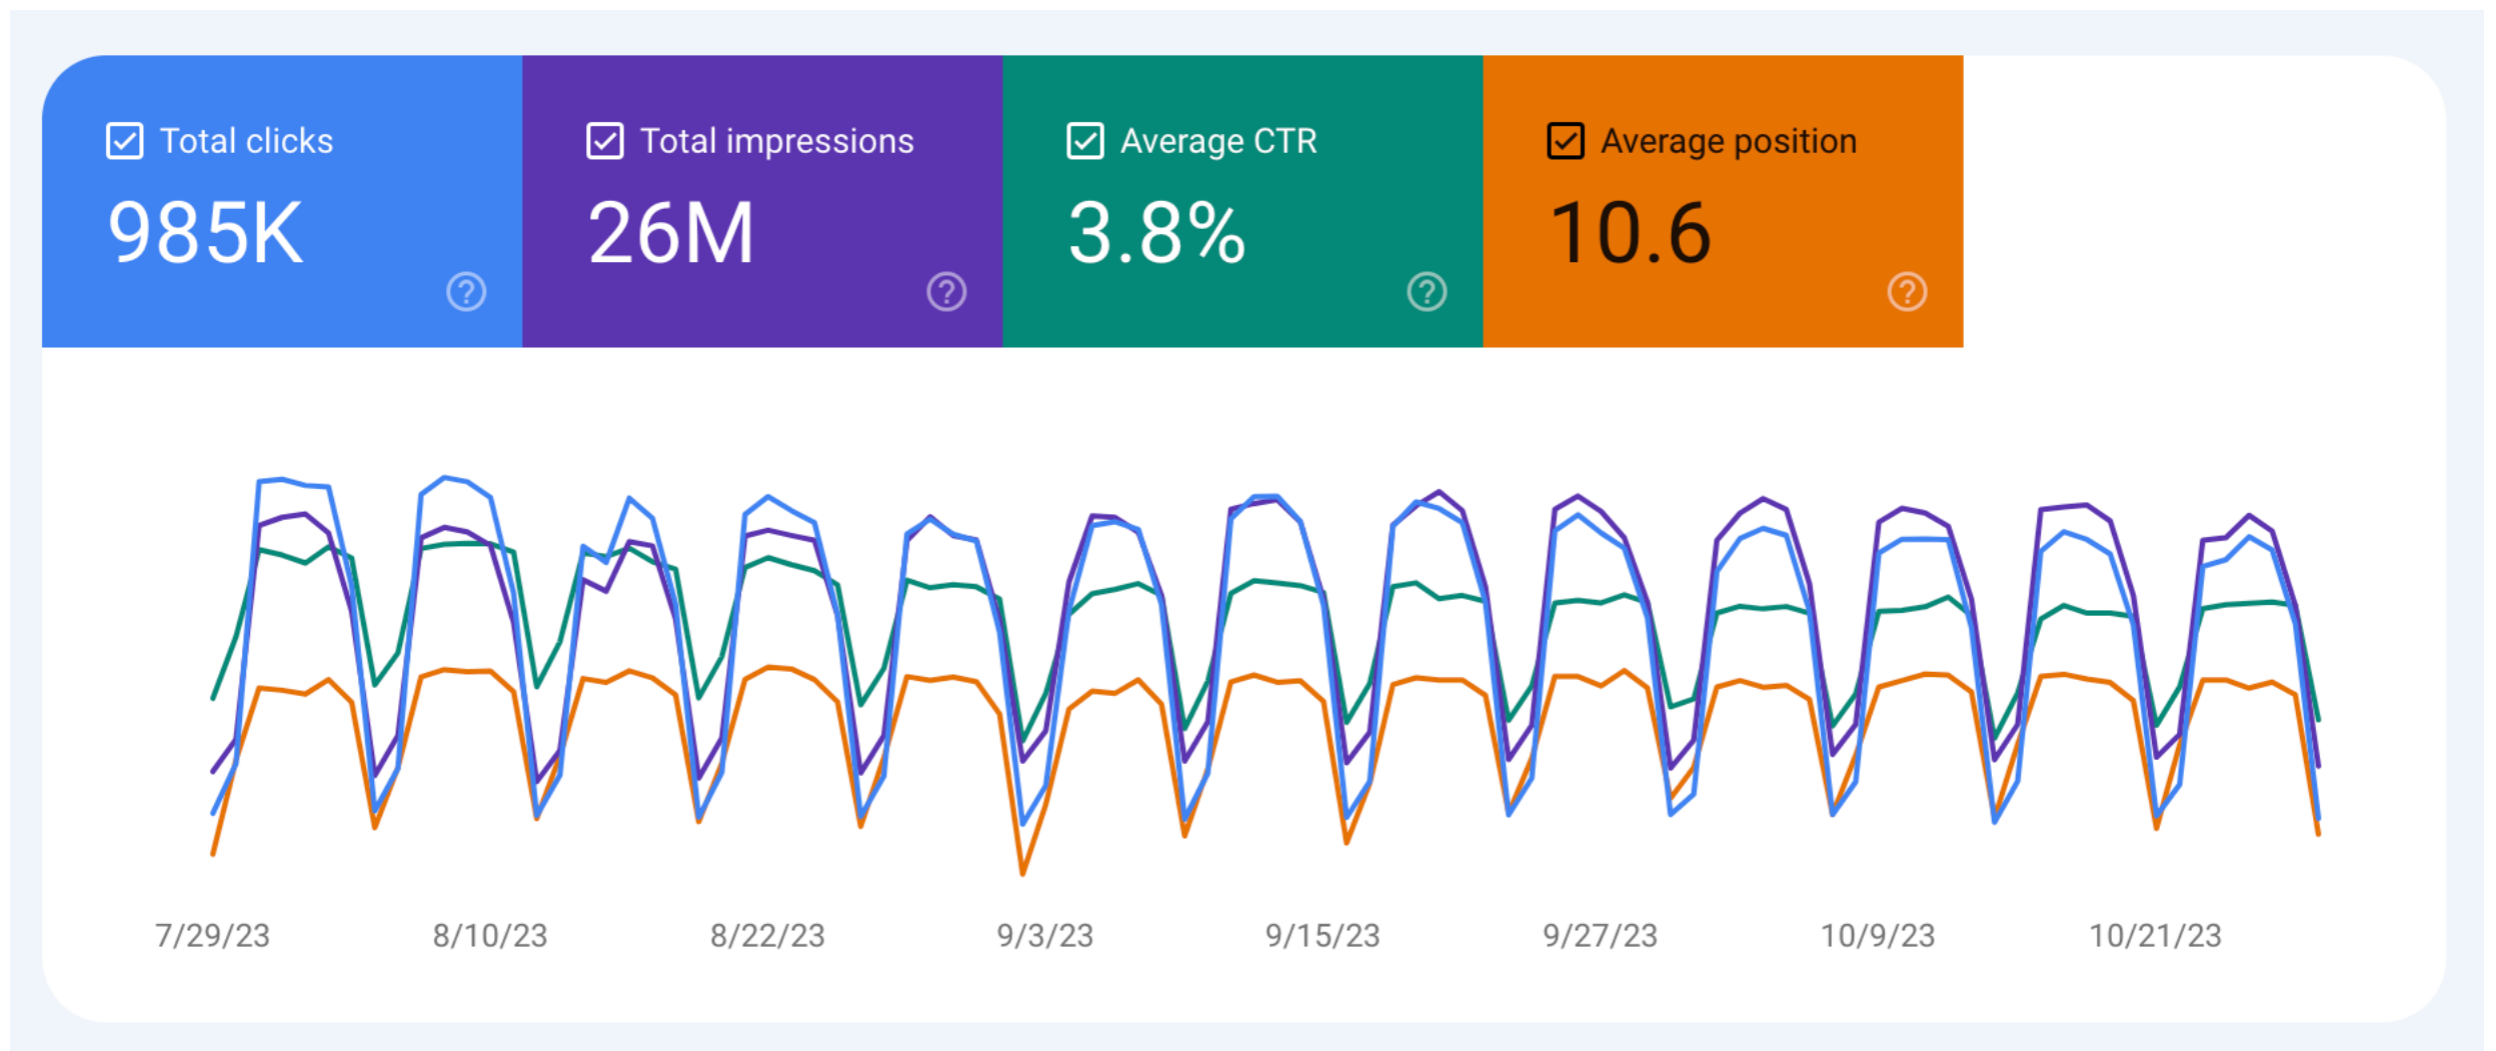 Total clicks
985K
Total impressions
26M
Average CTR
3.8%
Average position
10.6
7/29/23 8/10/23 8/22/23 9/3/23 9/15/23 9/27/23 10/9/23 10/21/23